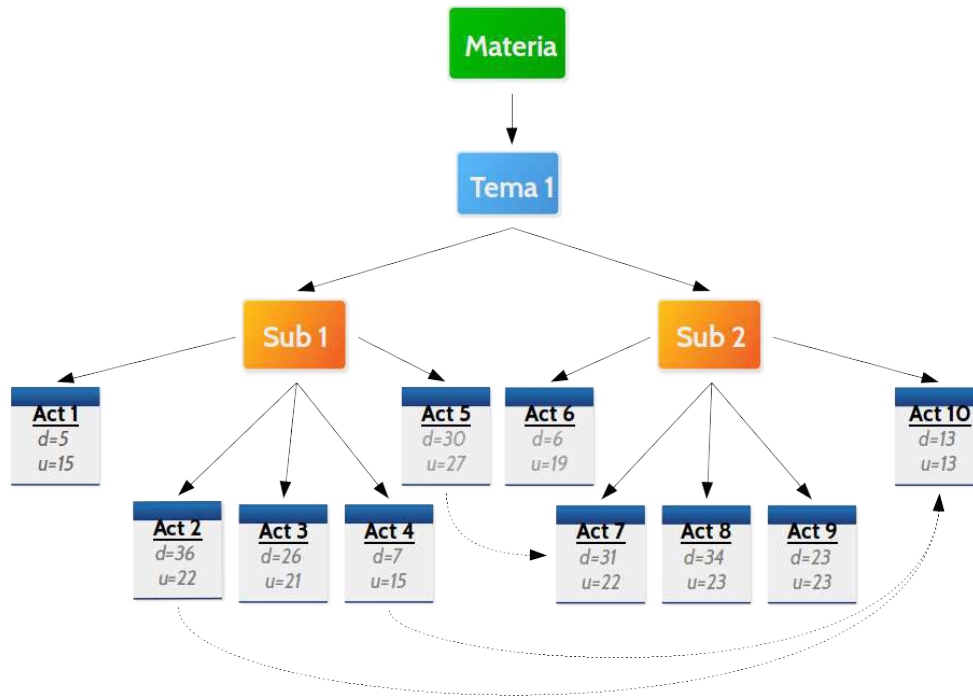 Materia
Tema 1
Sub 1
Sub 2
Act 1
d=5
u=15
Act 5
d=30
u=27
Act 6
d=6
u=19
Act 10
d=13
u=13
Act 2
d=36
u=22
Act 3
d=26
u=21
Act 4
d=7
u=15
Act 7
d=31
u=22
Act 8
d=34
u=23
Act 9
d=23
u=23